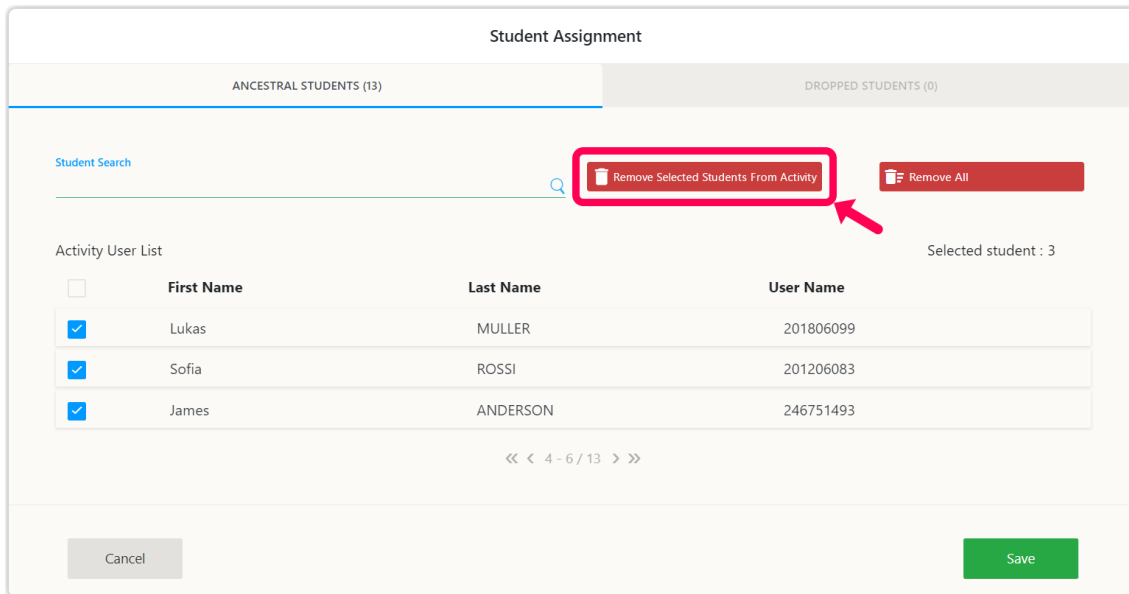 Student Assignment
ANCESTRAL STUDENTS (13) DROPPED STUDENTS (0)
Student Search
Remove Selected Students From Activity Remove All
Activity User List Selected student : 3
First Name Last Name User Name
Lukas MULLER 201806099
Sofia ROSSI 201206083
James ANDERSON 246751493
4 - 6 / 13
Cancel Save